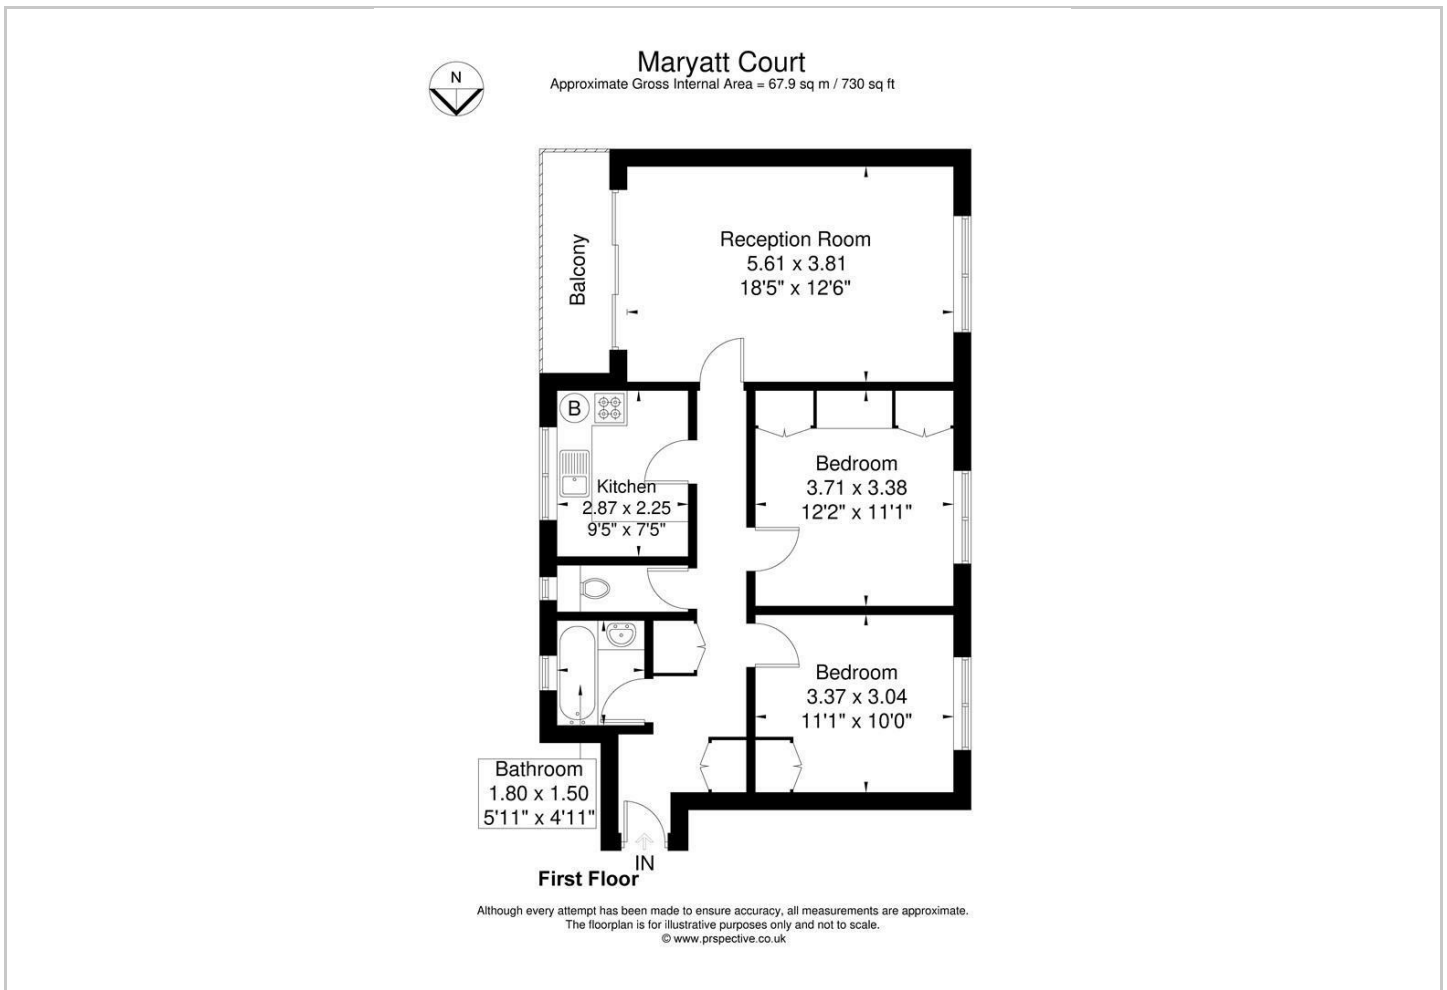 N
Maryatt Court
Approximate Gross Internal Area = 67.9 sq m / 730 sq ft
Balcony
Reception Room
5.61 x 3.81
18'5" x 12'6"
B
Kitchen
2.87 x 2.25
9'5" x 7'5"
Bedroom
3.71 x 3.38
12'2" x 11'1"
Bedroom
3.37 x 3.04
11'1" x 10'0"
Bathroom
1.80 x 1.50
5'11" x 4'11"
IN
First Floor
Although every attempt has been made to ensure accuracy, all measurements are approximate.
The floorplan is for illustrative purposes only and not to scale.
© www.prspective.co.uk